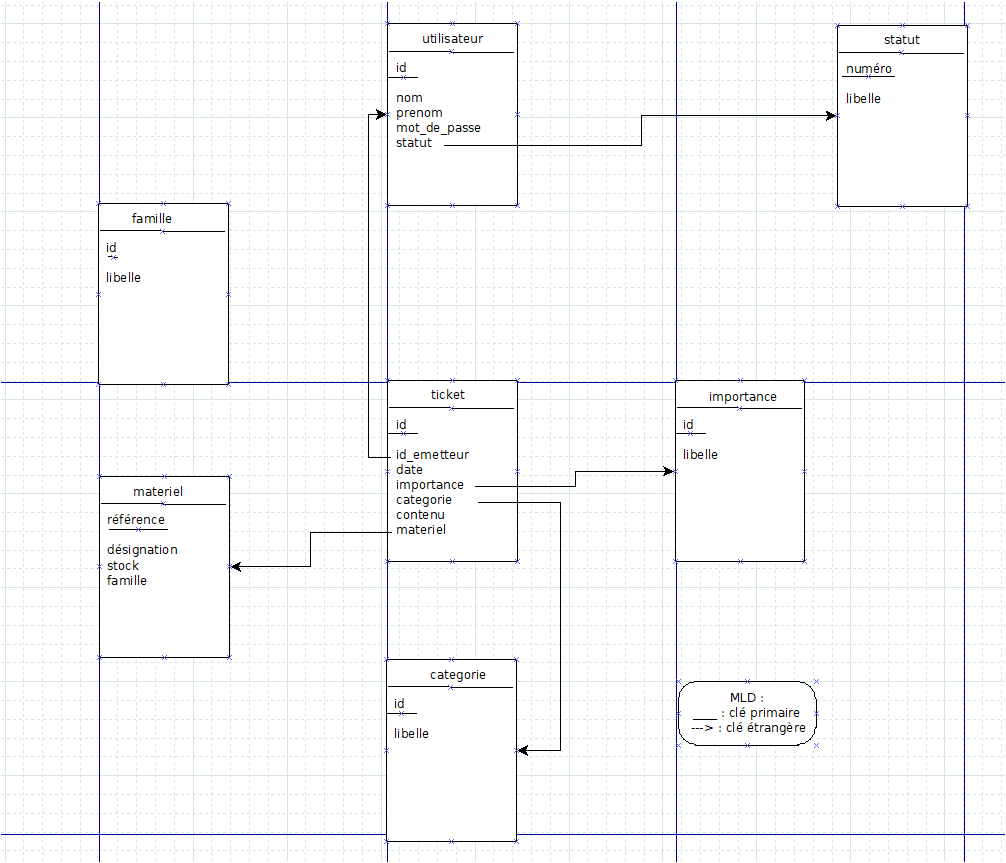 utilisateur
id
nom
prenom
mot_de_passe
statut
statut
numéro
libelle
famille
id
libelle
ticket
id
id_emetteur
date
importance
categorie
contenu
materiel
importance
id
libelle
materiel
référence
désignation
stock
famille
categorie
id
libelle
MLD :
____ : clé primaire
---> : clé étrangère